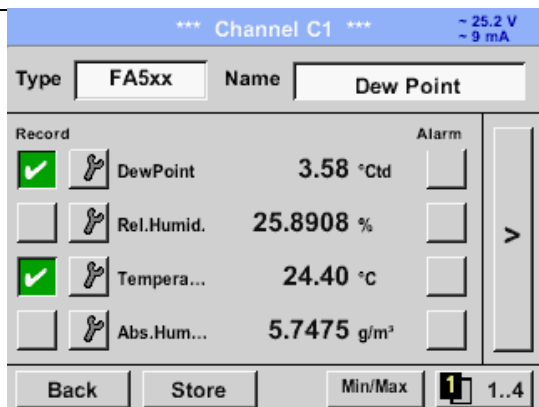 *** Channel C1 *** ~ 25.2 V
~ 9 mA
Type FA5xx Name Dew Point
Record Alarm
DewPoint 3.58 °Ctd
Rel.Humid. 25.8908 %
>
Tempera... 24.40 °C
Abs.Hum... 5.7475 g/m³
Back Store Min/Max 1 1..4